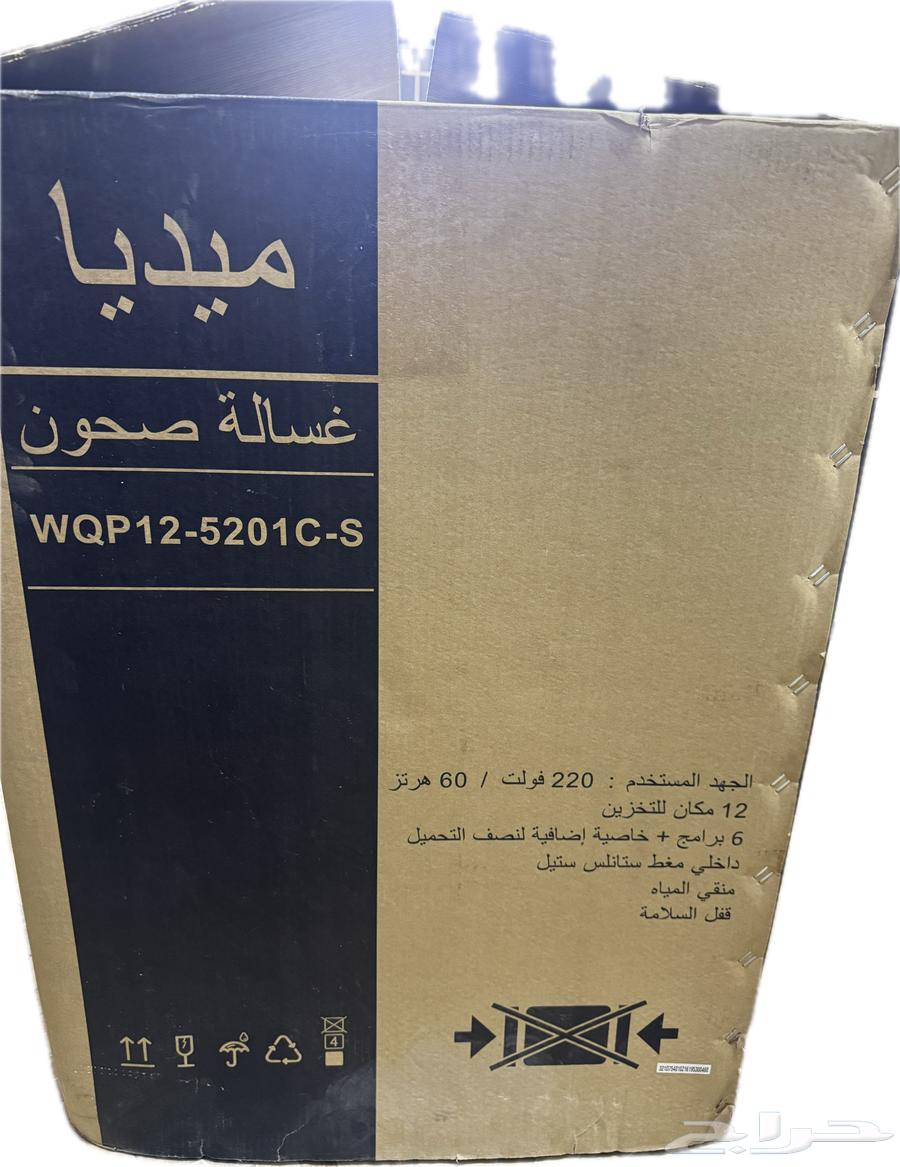 ميديا
غسالة صحون
WQP12-5201C-S
الجهد المستخدم : 220 فولت / 60 هرتز
12 مكان للتخزين
6 برامج + خاصية إضافية لنصف التحميل
داخلي مغط ستانلس ستيل
منقي المياه
قفل السلامة
4
حراج